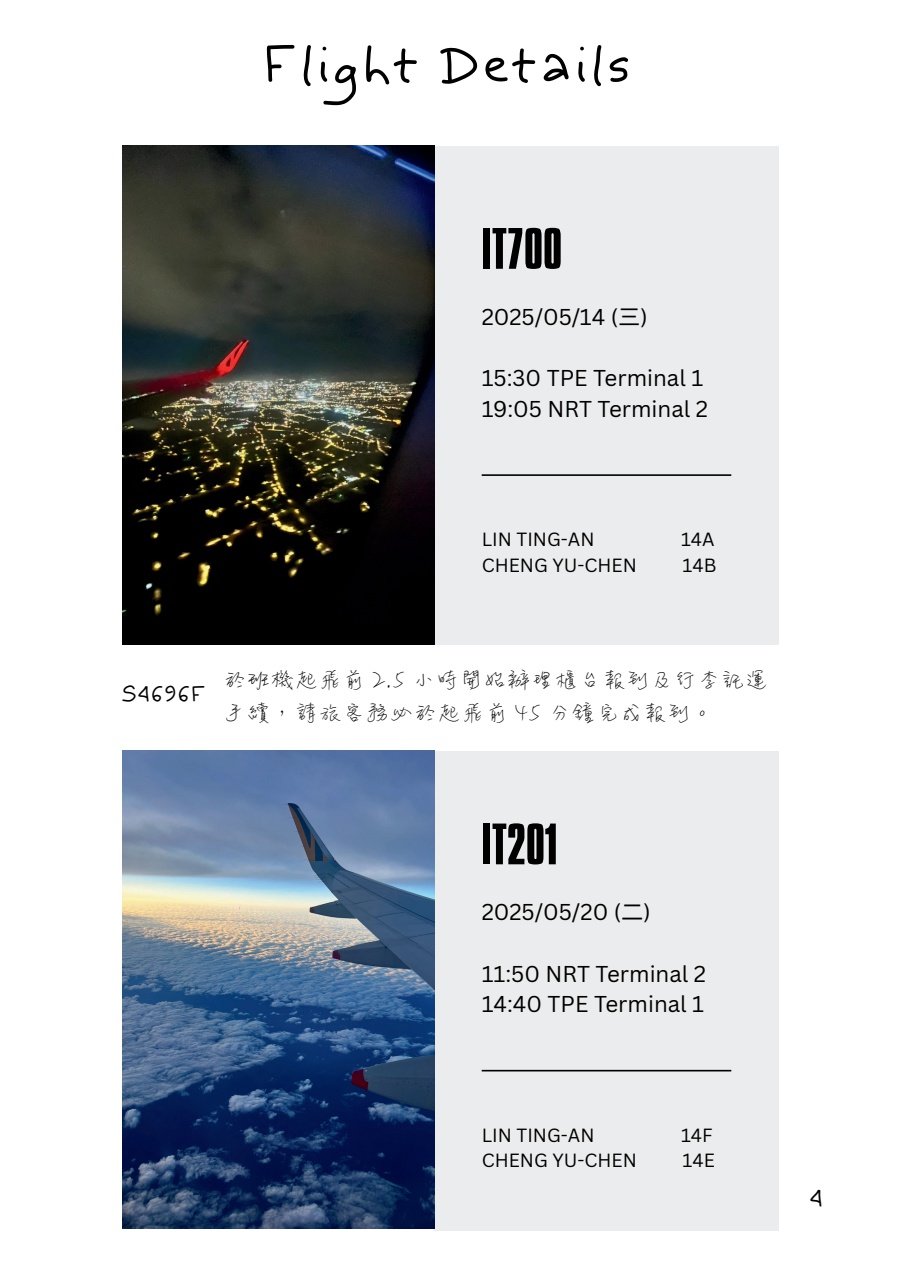 Flight Details
IT700
2025/05/14 (三)
15:30 TPE Terminal 1
19:05 NRT Terminal 2
LIN TING-AN 14A
CHENG YU-CHEN 14B
S4696F
於班機起飛前 2.5 小時開始辦理櫃台報到及行李託運
手續，請旅客務必於起飛前 45 分鐘完成報到。
IT201
2025/05/20 (二)
11:50 NRT Terminal 2
14:40 TPE Terminal 1
LIN TING-AN 14F
CHENG YU-CHEN 14E
4